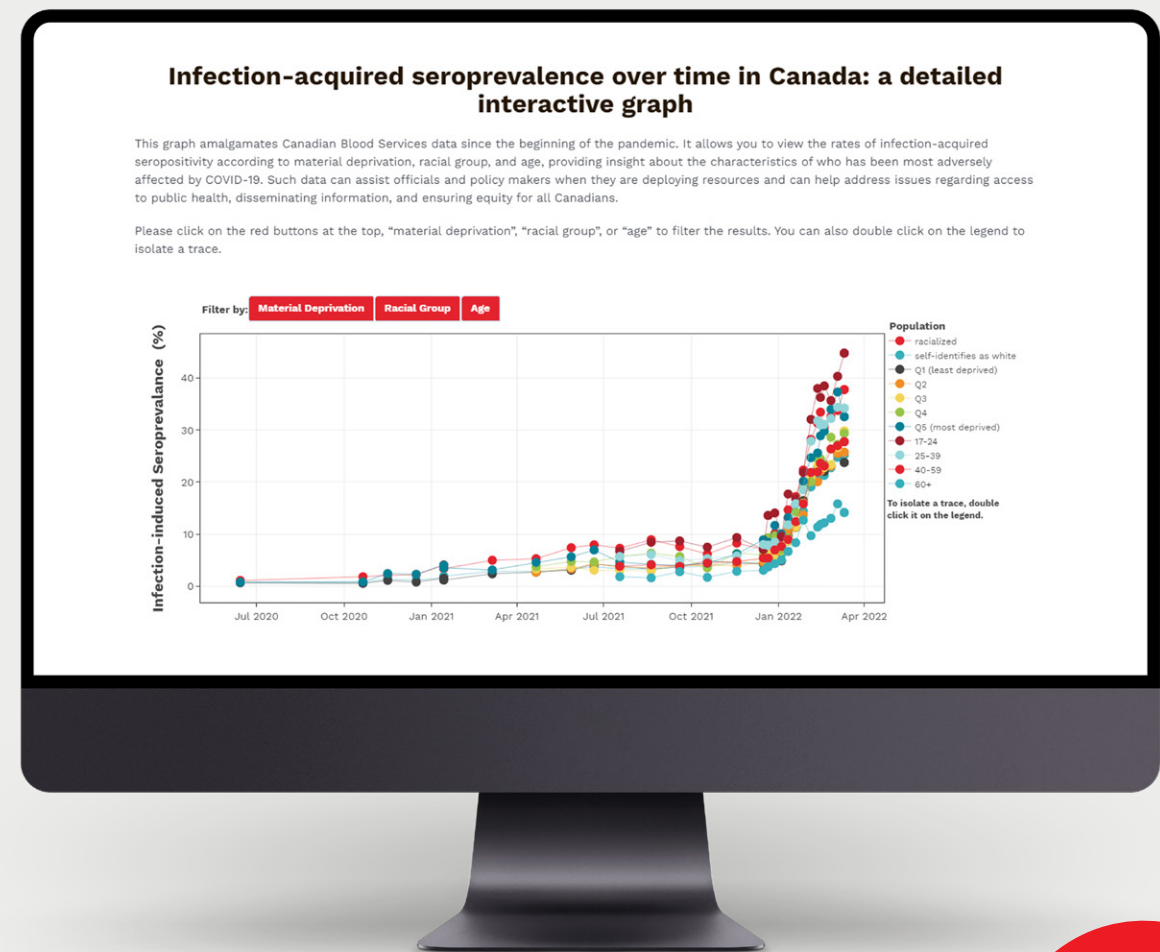 Infection-acquired seroprevalence over time in Canada: a detailed
interactive graph
This graph amalgamates Canadian Blood Services data since the beginning of the pandemic. It allows you to view the rates of infection-acquired
seropositivity according to material deprivation, racial group, and age, providing insight about the characteristics of who has been most adversely
affected by COVID-19. Such data can assist officials and policy makers when they are deploying resources and can help address issues regarding access
to public health, disseminating information, and ensuring equity for all Canadians.
Please click on the red buttons at the top, “material deprivation”, “racial group”, or “age” to filter the results. You can also double click on the legend to
isolate a trace.
Filter by: Material Deprivation Racial Group Age
Infection-induced Seroprevalance (%)
40
30
20
10
0
Jul 2020 Oct 2020 Jan 2021 Apr 2021 Jul 2021 Oct 2021 Jan 2022 Apr 2022
Population
racialized
self-identifies as white
Q1 (least deprived)
Q2
Q3
Q4
Q5 (most deprived)
17-24
25-39
40-59
60+
To isolate a trace, double
click it on the legend.